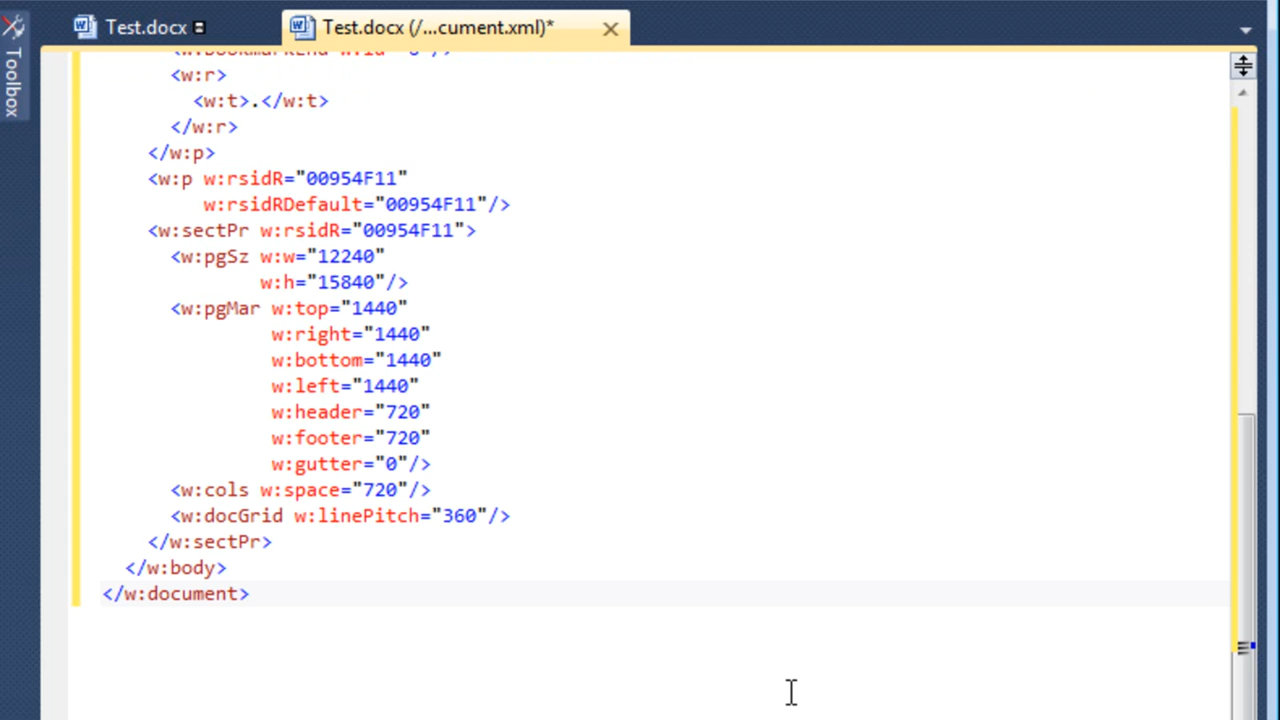 Test.docx
Test.docx (/...cument.xml)*
Toolbox
<w:r>
<w:t>.</w:t>
</w:r>
</w:p>
<w:p w:rsidR="00954F11"
w:rsidRDefault="00954F11"/>
<w:sectPr w:rsidR="00954F11">
<w:pgSz w:w="12240"
w:h="15840"/>
<w:pgMar w:top="1440"
w:right="1440"
w:bottom="1440"
w:left="1440"
w:header="720"
w:footer="720"
w:gutter="0"/>
<w:cols w:space="720"/>
<w:docGrid w:linePitch="360"/>
</w:sectPr>
</w:body>
</w:document>